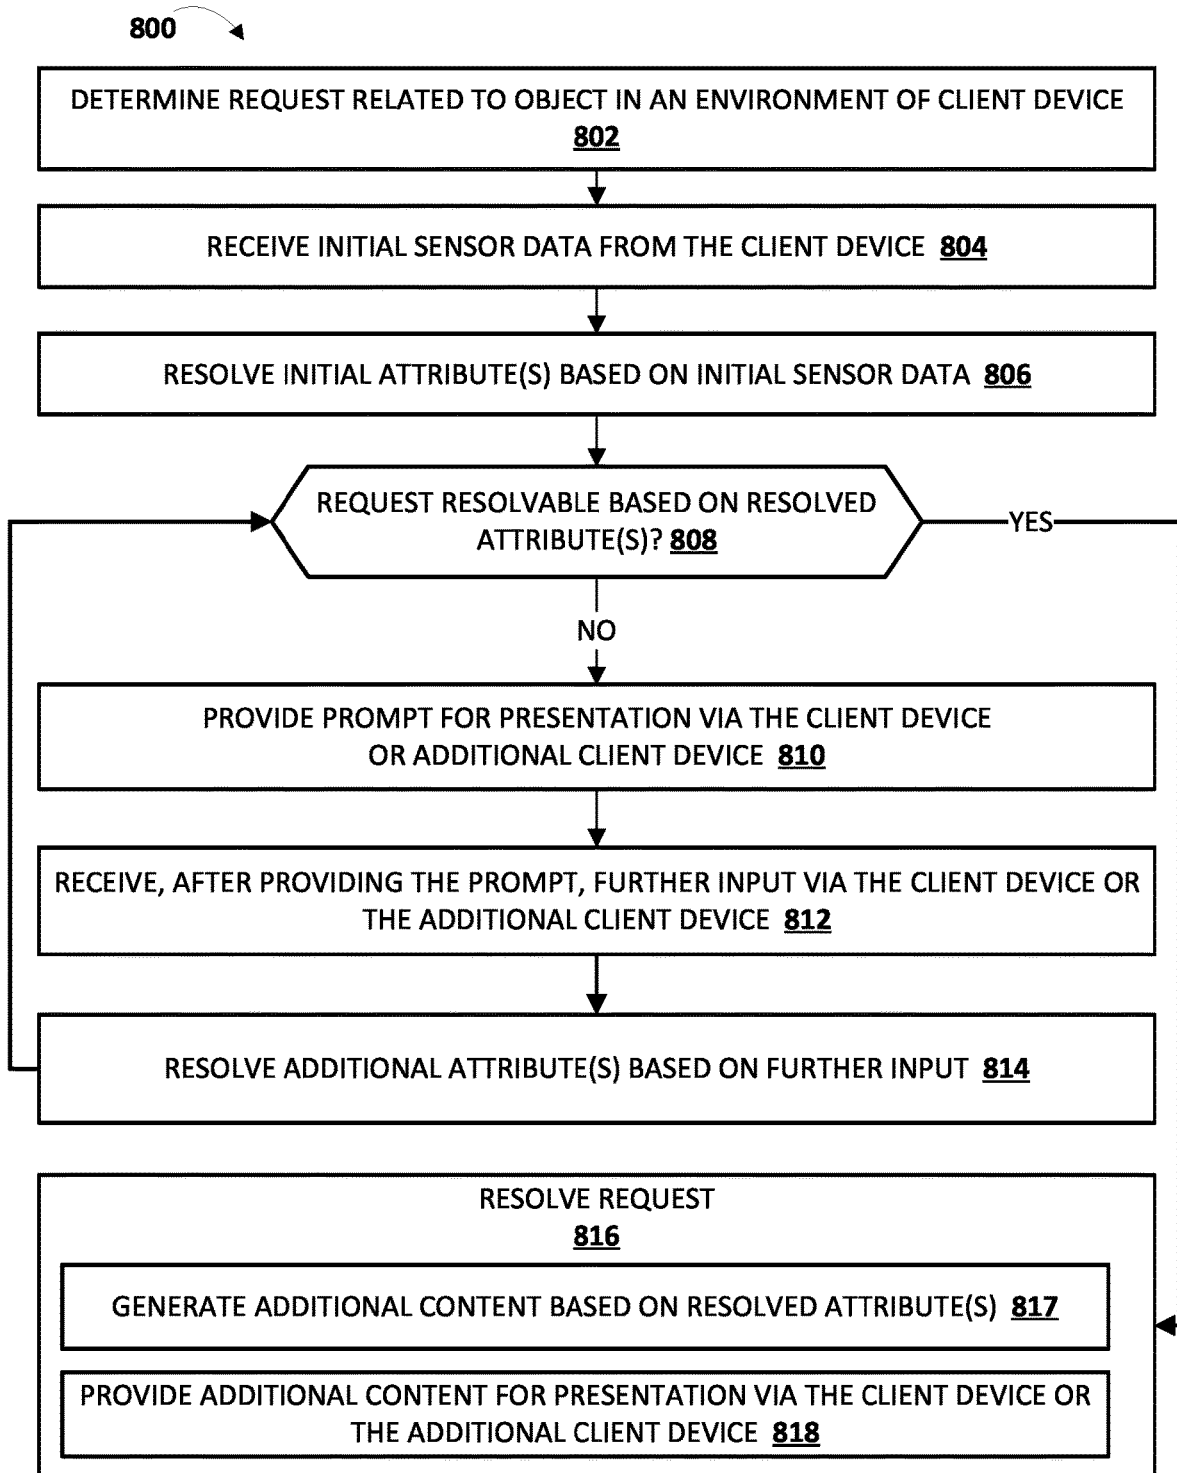 800
DETERMINE REQUEST RELATED TO OBJECT IN AN ENVIRONMENT OF CLIENT DEVICE
802
RECEIVE INITIAL SENSOR DATA FROM THE CLIENT DEVICE 804
RESOLVE INITIAL ATTRIBUTE(S) BASED ON INITIAL SENSOR DATA 806
REQUEST RESOLVABLE BASED ON RESOLVED
ATTRIBUTE(S)? 808
YES
NO
PROVIDE PROMPT FOR PRESENTATION VIA THE CLIENT DEVICE
OR ADDITIONAL CLIENT DEVICE 810
RECEIVE, AFTER PROVIDING THE PROMPT, FURTHER INPUT VIA THE CLIENT DEVICE OR
THE ADDITIONAL CLIENT DEVICE 812
RESOLVE ADDITIONAL ATTRIBUTE(S) BASED ON FURTHER INPUT 814
RESOLVE REQUEST
816
GENERATE ADDITIONAL CONTENT BASED ON RESOLVED ATTRIBUTE(S) 817
PROVIDE ADDITIONAL CONTENT FOR PRESENTATION VIA THE CLIENT DEVICE OR
THE ADDITIONAL CLIENT DEVICE 818